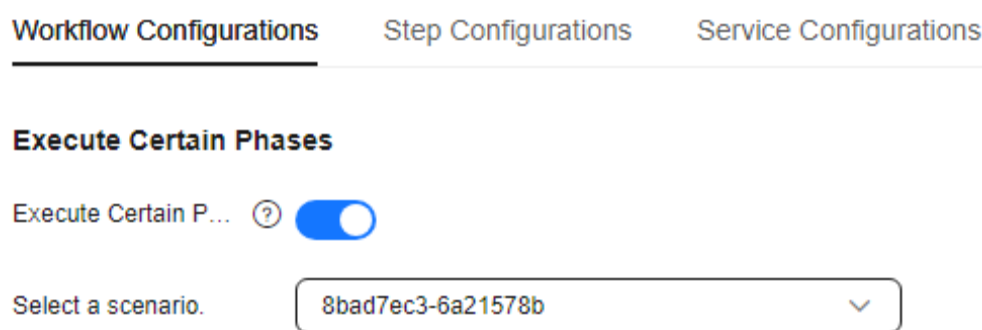 Workflow Configurations Step Configurations Service Configurations
Execute Certain Phases
Execute Certain P... ?
Select a scenario. 8bad7ec3-6a21578b